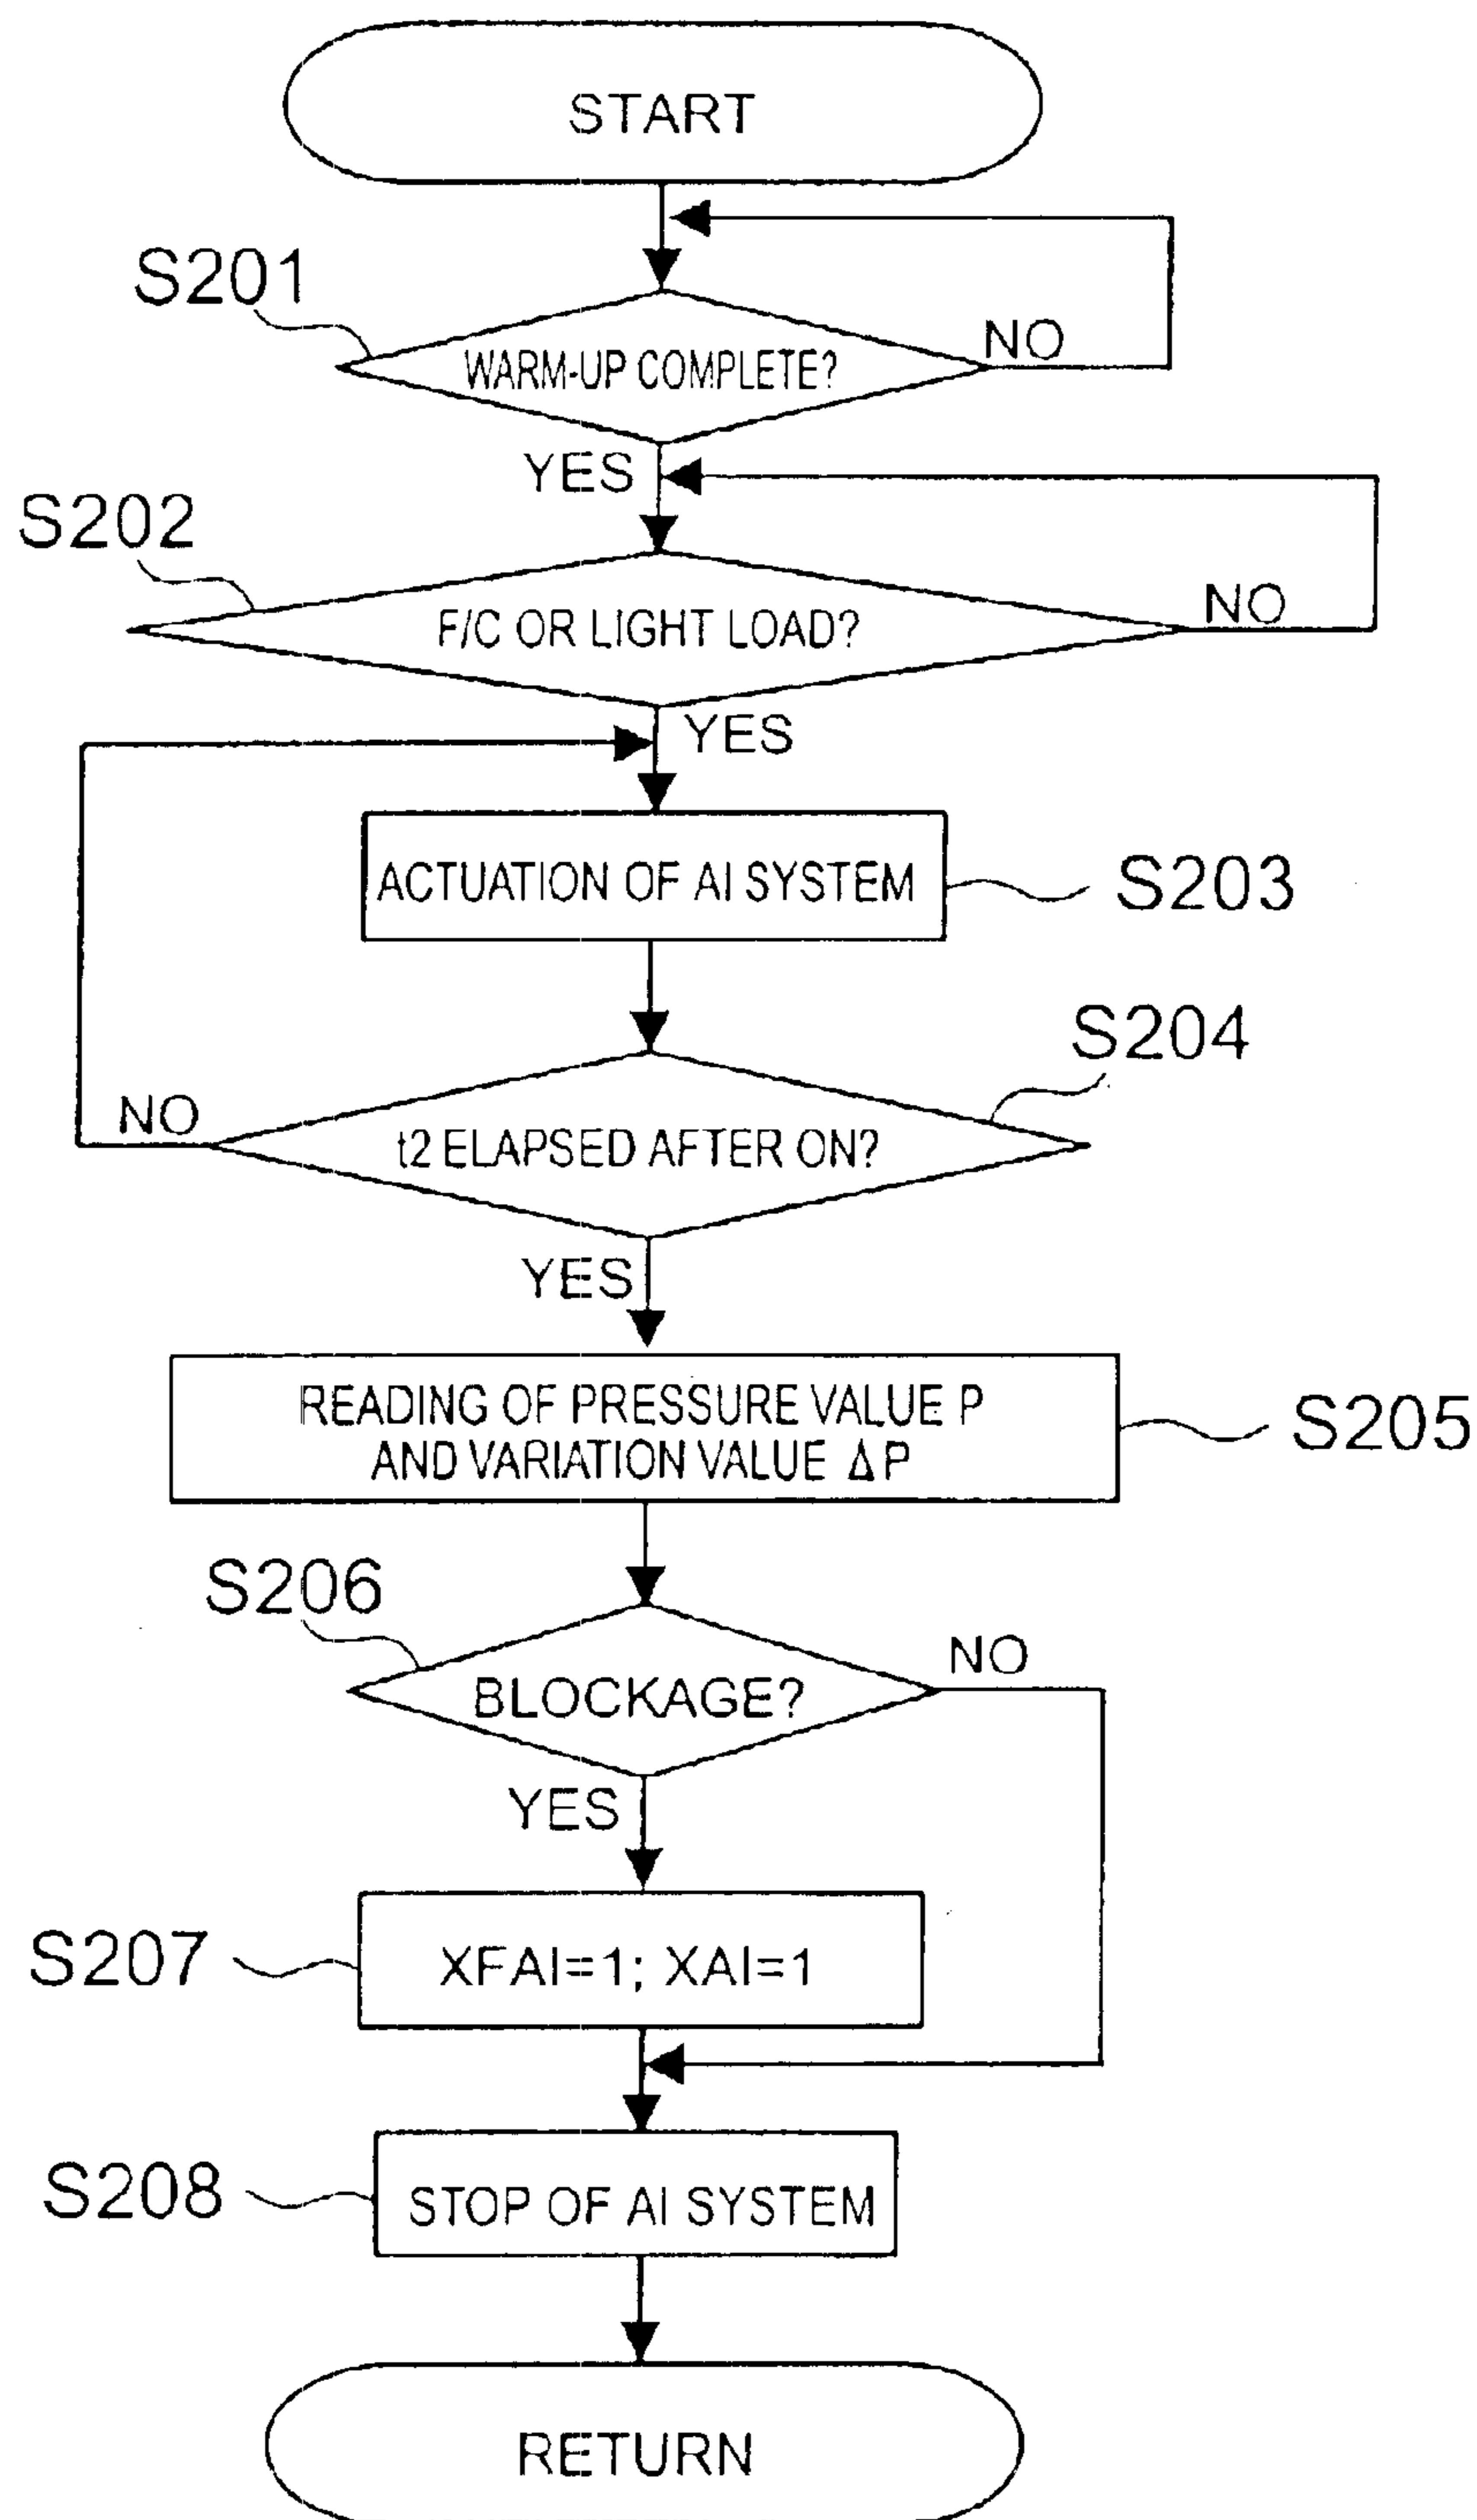 START
S201
WARM-UP COMPLETE?
NO
YES
S202
F/C OR LIGHT LOAD?
NO
YES
ACTUATION OF AI SYSTEM
S203
S204
NO
t2 ELAPSED AFTER ON?
YES
READING OF PRESSURE VALUE P
AND VARIATION VALUE ΔP
S205
S206
NO
BLOCKAGE?
YES
S207
XFAI=1; XAI=1
S208
STOP OF AI SYSTEM
RETURN